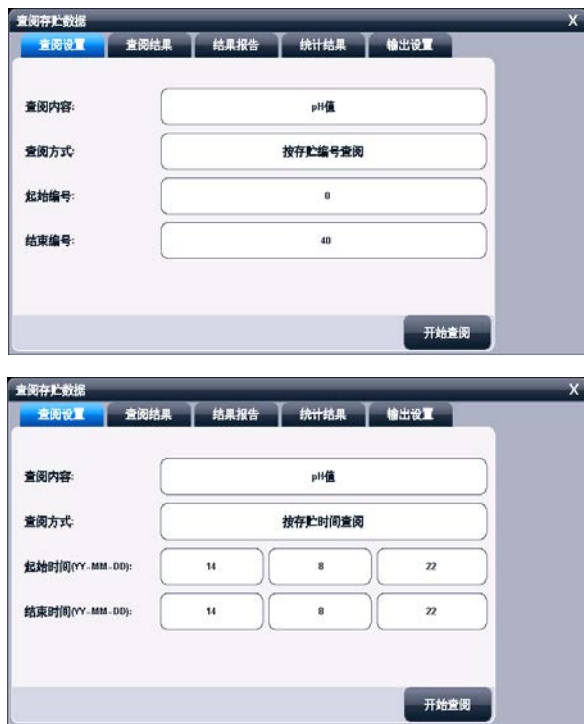 查阅存贮数据 X
查阅设置 查阅结果 结果报告 统计结果 输出设置
查阅内容: pH值
查阅方式: 按存贮编号查阅
起始编号: 0
结束编号: 40
开始查阅
查阅存贮数据 X
查阅设置 查阅结果 结果报告 统计结果 输出设置
查阅内容: pH值
查阅方式: 按存贮时间查阅
起始时间(YY-MM-DD): 14 8 22
结束时间(YY-MM-DD): 14 8 22
开始查阅